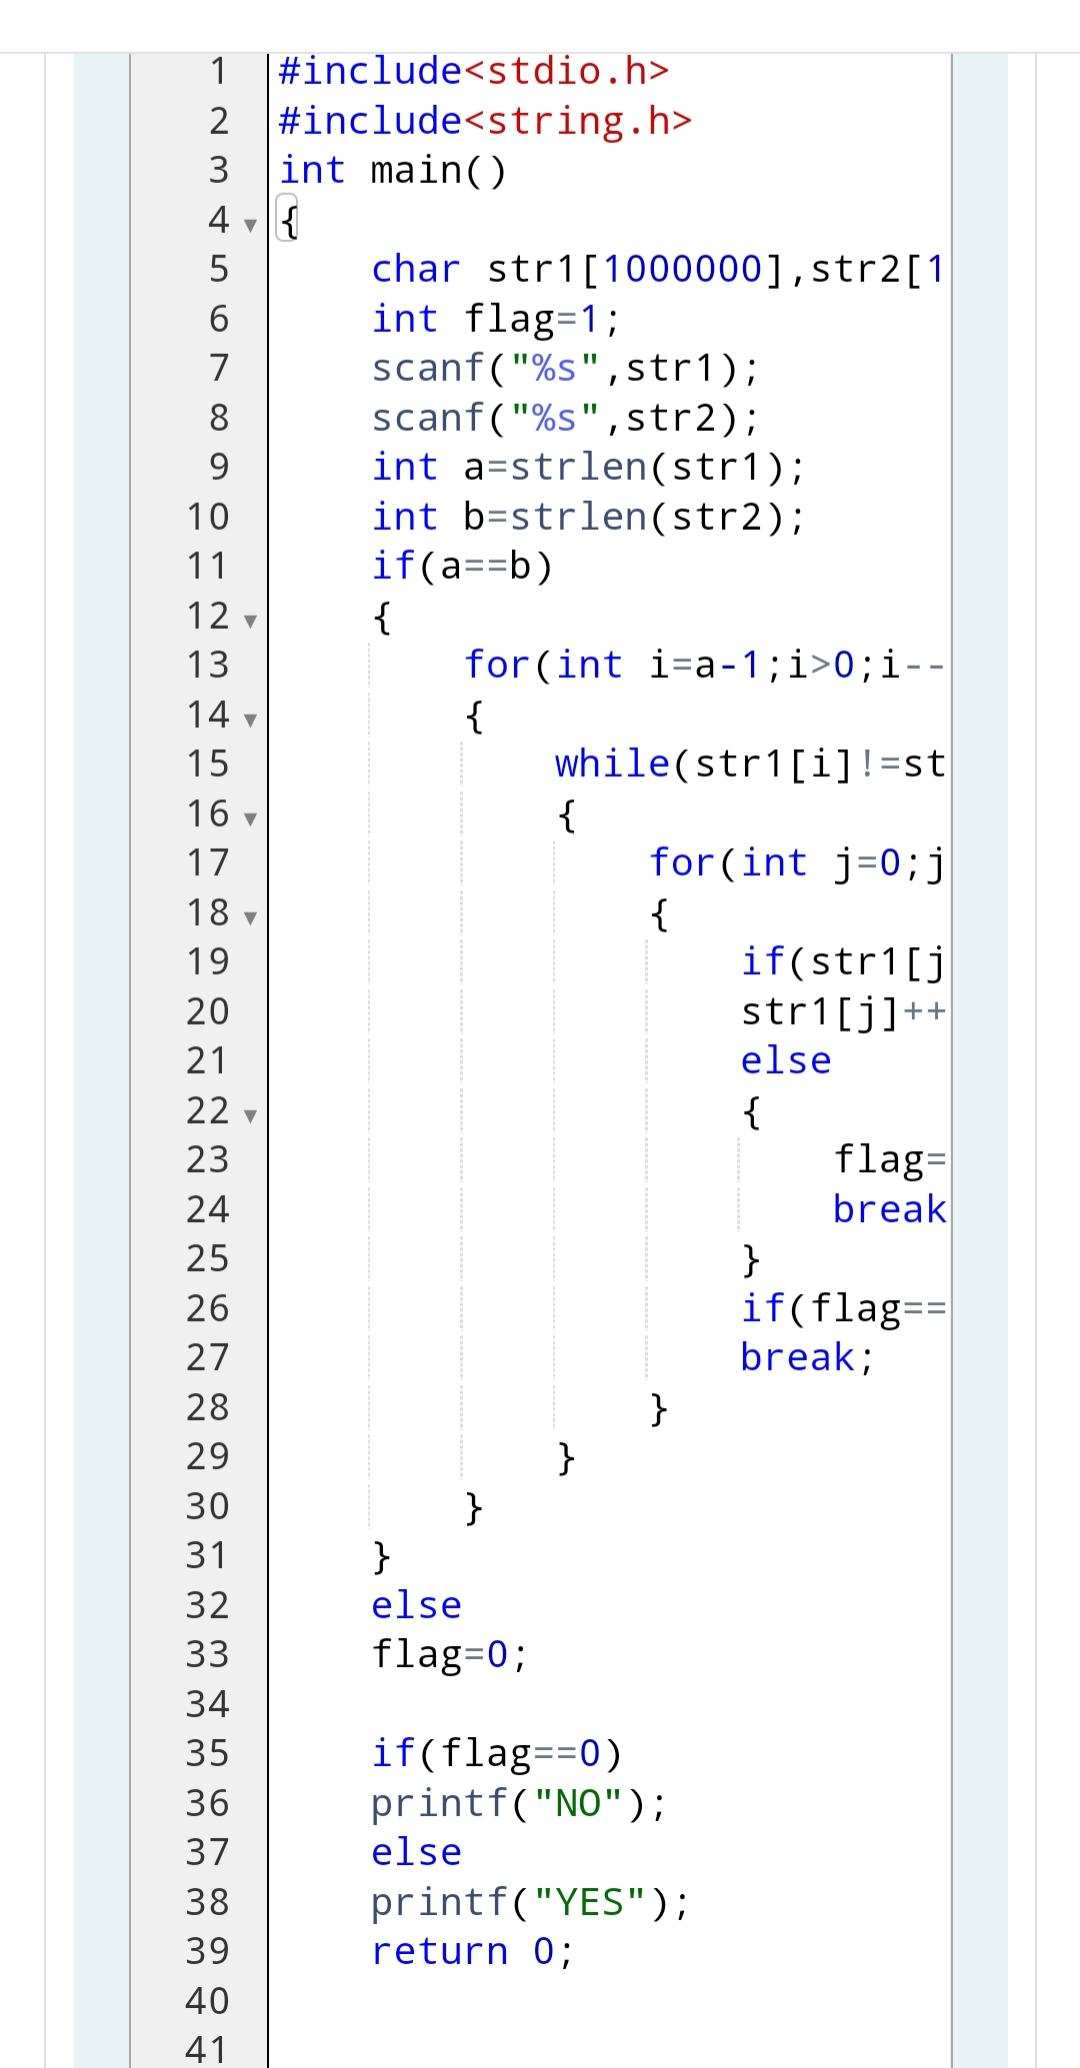 1 #include<stdio.h>
2 #include<string.h>
3 int main()
4 {
5 char str1[1000000],str2[1
6 int flag=1;
7 scanf("%s",str1);
8 scanf("%s",str2);
9 int a=strlen(str1);
10 int b=strlen(str2);
11 if(a==b)
12 {
13 for(int i=a-1;i>0;i--
14 {
15 while(str1[i]!=st
16 {
17 for(int j=0;j
18 {
19 if(str1[j
20 str1[j]++
21 else
22 {
23 flag=
24 break
25 }
26 if(flag==
27 break;
28 }
29 }
30 }
31 }
32 else
33 flag=0;
34
35 if(flag==0)
36 printf("NO");
37 else
38 printf("YES");
39 return 0;
40
41